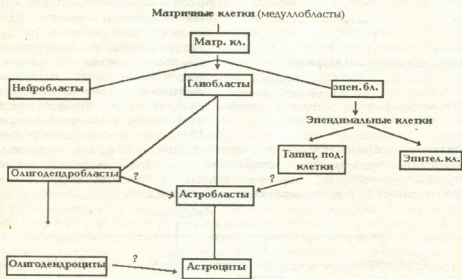 Матричные клетки (медуллобласты)
Матр. кл.
Нейробласты
Глиобласты
эпен. бл.
Эпендимальные клетки
Олигодендробласты
?
Астробласты
?
Танщ. под.
клетки
Эпител. кл.
Олигодендроциты
?
Астроциты